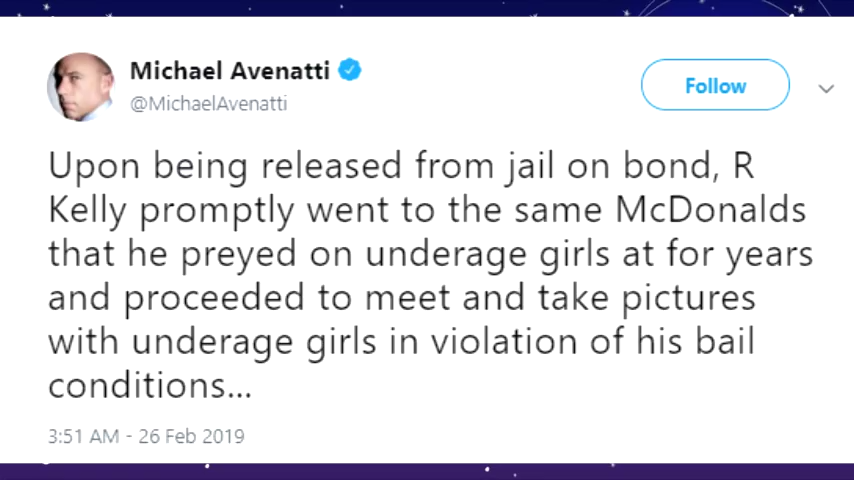 Michael Avenatti
@MichaelAvenatti
Follow
Upon being released from jail on bond, R
Kelly promptly went to the same McDonalds
that he preyed on underage girls at for years
and proceeded to meet and take pictures
with underage girls in violation of his bail
conditions...
3:51 AM - 26 Feb 2019